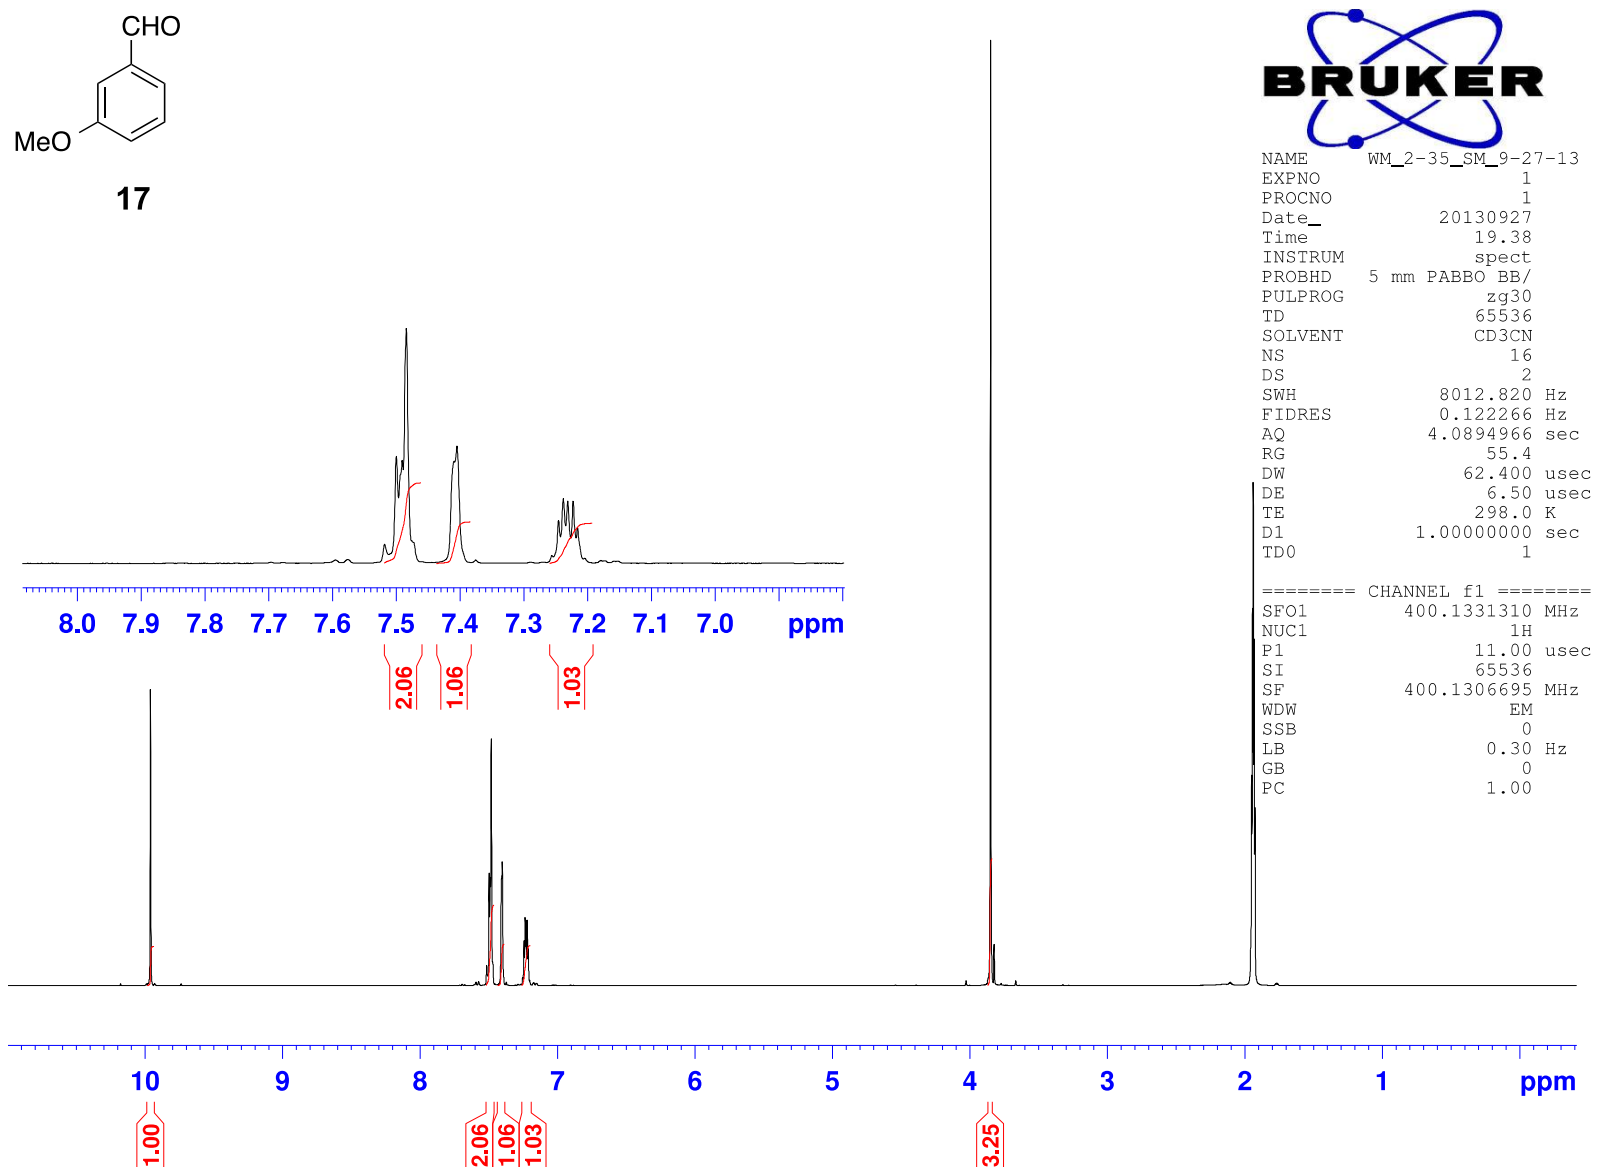 CHO
MeO
17
BRUKER
NAME WM_2-35_SM_9-27-13
EXPNO 1
PROCNO 1
Date_ 20130927
Time 19.38
INSTRUM spect
PROBHD 5 mm PABBO BB/
PULPROG zg30
TD 65536
SOLVENT CD3CN
NS 16
DS 2
SWH 8012.820 Hz
FIDRES 0.122266 Hz
AQ 4.0894966 sec
RG 55.4
DW 62.400 usec
DE 6.50 usec
TE 298.0 K
D1 1.00000000 sec
TD0 1
======== CHANNEL f1 ========
SFO1 400.1331310 MHz
NUC1 1H
P1 11.00 usec
SI 65536
SF 400.1306695 MHz
WDW EM
SSB 0
LB 0.30 Hz
GB 0
PC 1.00
8.0 7.9 7.8 7.7 7.6 7.5 7.4 7.3 7.2 7.1 7.0 ppm
2.06 1.06 1.03
10 9 8 7 6 5 4 3 2 1 ppm
1.00 2.06 1.06 1.03 3.25